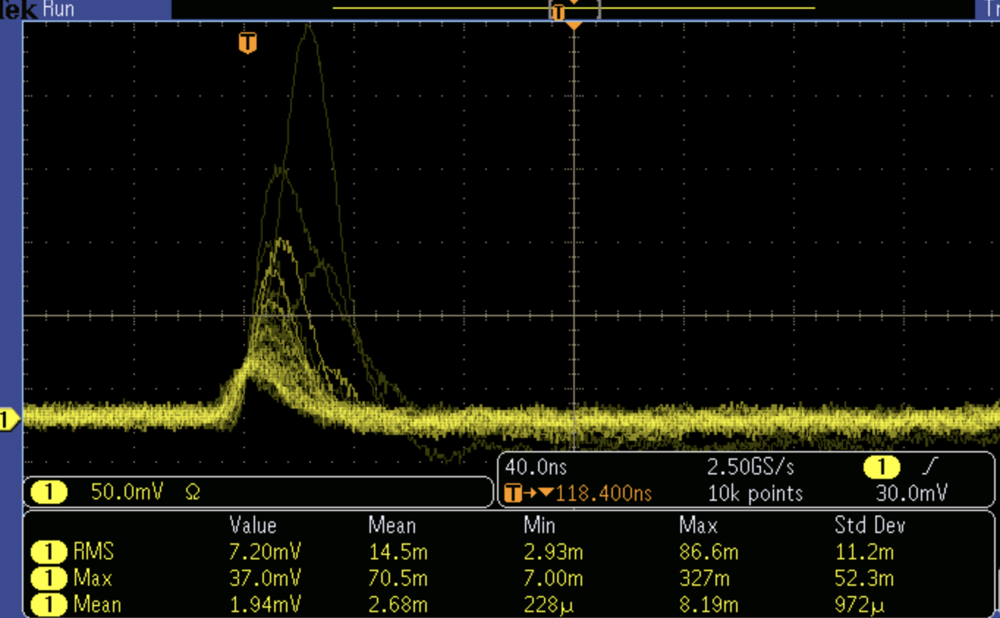 Tek Run T Tr
T
1
40.0ns 2.50GS/s 1
1 50.0mV Ω T→▼118.400ns 10k points 30.0mV
Value Mean Min Max Std Dev
1 RMS 7.20mV 14.5m 2.93m 86.6m 11.2m
1 Max 37.0mV 70.5m 7.00m 327m 52.3m
1 Mean 1.94mV 2.68m 228µ 8.19m 972µ